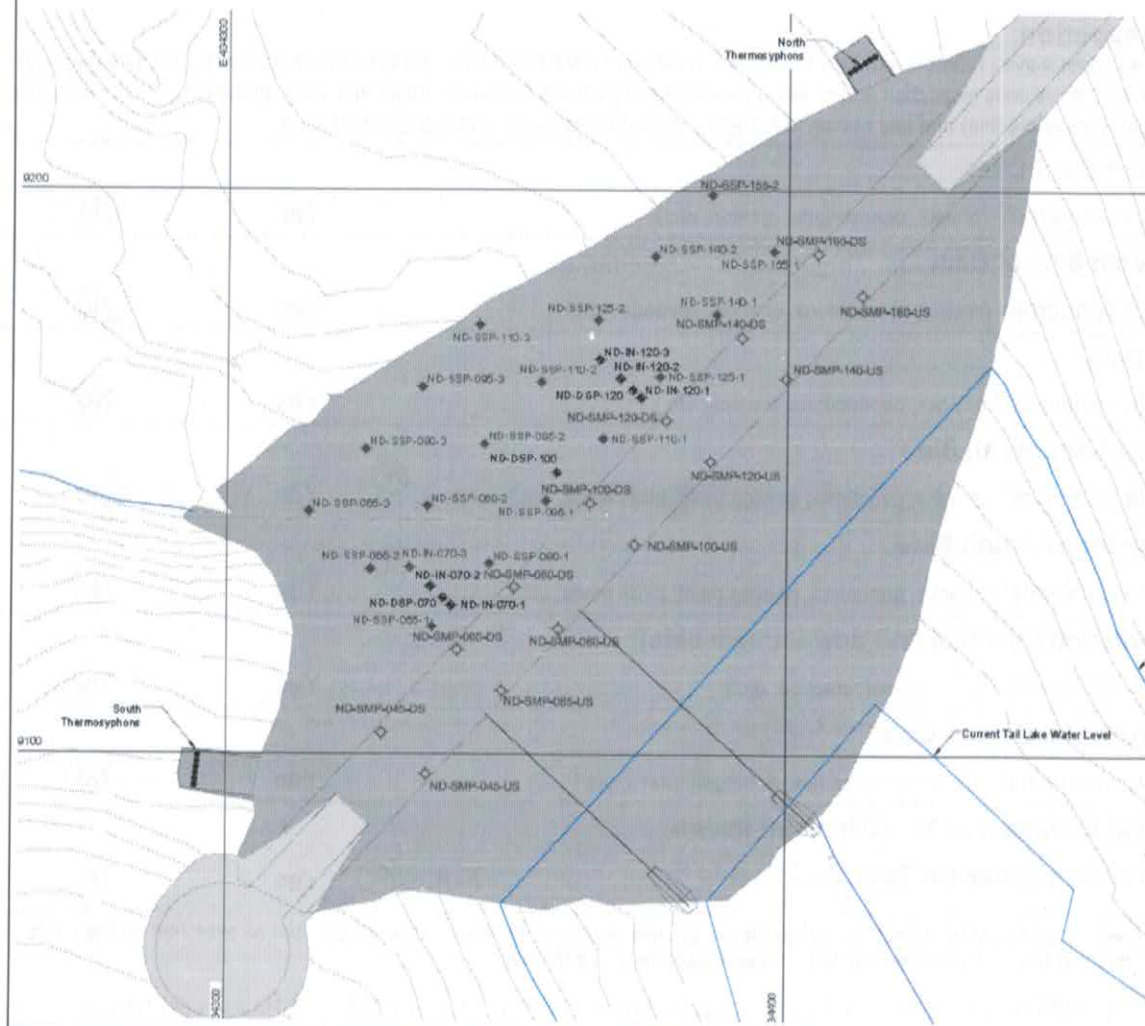 E-434300
North
Thermosyphons
9200
ND-SSP-155-2
ND-SSP-140-2
ND-SMP-160-DS
ND-SSP-155-1
ND-SMP-160-US
ND-SSP-125-2
ND-SSP-140-1
ND-SMP-140-DS
ND-SSP-110-3
ND-IN-120-3
ND-IN-120-2
ND-SSP-110-2
ND-SSP-125-1
ND-SSP-095-3
ND-SMP-140-US
ND-DSP-120
ND-IN-120-1
ND-SMP-120-DS
ND-SSP-080-3
ND-SSP-095-2
ND-SSP-110-1
ND-DSP-100
ND-SMP-120-US
ND-SMP-100-DS
ND-SSP-065-3
ND-SSP-080-2
ND-SSP-095-1
ND-SMP-100-US
ND-SSP-065-2
ND-IN-070-3
ND-SSP-080-1
ND-IN-070-2
ND-SMP-080-DS
ND-DSP-070
ND-IN-070-1
ND-SSP-065-1
ND-SMP-065-DS
ND-SMP-080-US
ND-SMP-065-US
South
Thermosyphons
ND-SMP-045-DS
Current Tail Lake Water Level
9100
ND-SMP-045-US
34300
34400